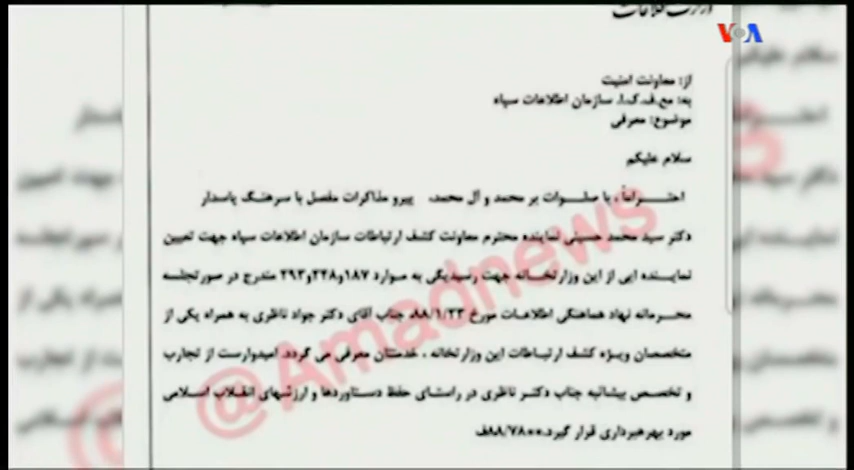 VOA
از: معاونت امنیت
به: مع.ف.ک.ا. سازمان اطلاعات سپاه
موضوع: معرفی
سلام علیکم
احتراماً، با صلوات بر محمد و آل محمد، پیرو مذاکرات مفصل با سرهنگ پاسدار
دکتر سید محمد حسینی نماینده محترم معاونت کشف ارتباطات سازمان اطلاعات سپاه جهت تعیین
نماینده ایی از این وزارتخانه جهت رسیدیگی به موارد ۱۸۷و۲۲۸و۲۹۳ مندرج در صورتجلسه
محرمانه نهاد هماهنگی اطلاعات مورخ ۸۸/۱/۲۳، جناب آقای دکتر جواد ناظری به همراه یکی از
متخصصان ویژه کشف ارتباطات این وزارتخانه ، خدمتتان معرفی می گردد. امیدوارست از تجارب
و تخصص بیشائبه جناب دکتر ناظری در راستای حفظ دستاوردها و ارزشهای انقلاب اسلامی
مورد بهرهبرداری قرار گیرد.۸۸/۷۸۰۰ف
@Amadnews